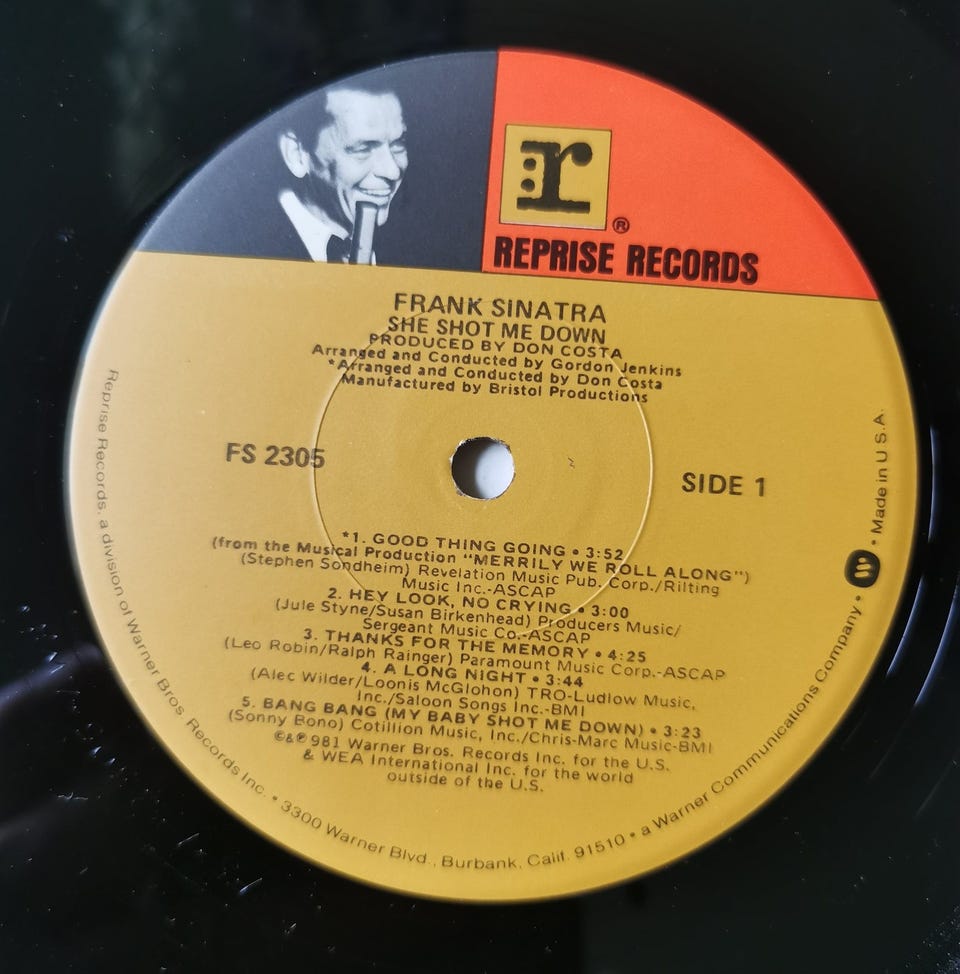 r
®
REPRISE RECORDS
FRANK SINATRA
SHE SHOT ME DOWN
PRODUCED BY DON COSTA
Arranged and Conducted by Gordon Jenkins
*Arranged and Conducted by Don Costa
Manufactured by Bristol Productions
FS 2305
SIDE 1
*1. GOOD THING GOING • 3:52
(from the Musical Production "MERRILY WE ROLL ALONG")
(Stephen Sondheim) Revelation Music Pub. Corp./Rilting
Music Inc.-ASCAP
2. HEY LOOK, NO CRYING • 3:00
(Jule Styne/Susan Birkenhead) Producers Music/
Sergeant Music Co.-ASCAP
3. THANKS FOR THE MEMORY • 4:25
(Leo Robin/Ralph Rainger) Paramount Music Corp.-ASCAP
4. A LONG NIGHT • 3:44
(Alec Wilder/Loonis McGlohon) TRO-Ludlow Music,
Inc./Saloon Songs Inc.-BMI
5. BANG BANG (MY BABY SHOT ME DOWN) • 3:23
(Sonny Bono) Cotillion Music, Inc./Chris-Marc Music-BMI
©&℗981 Warner Bros. Records Inc. for the U.S.
& WEA International Inc. for the world
outside of the U.S.
Reprise Records, a division of Warner Bros Records Inc. • 3300 Warner Blvd., Burbank, Calif. 91510 • a Warner Communications Company • W • Made in U.S.A.